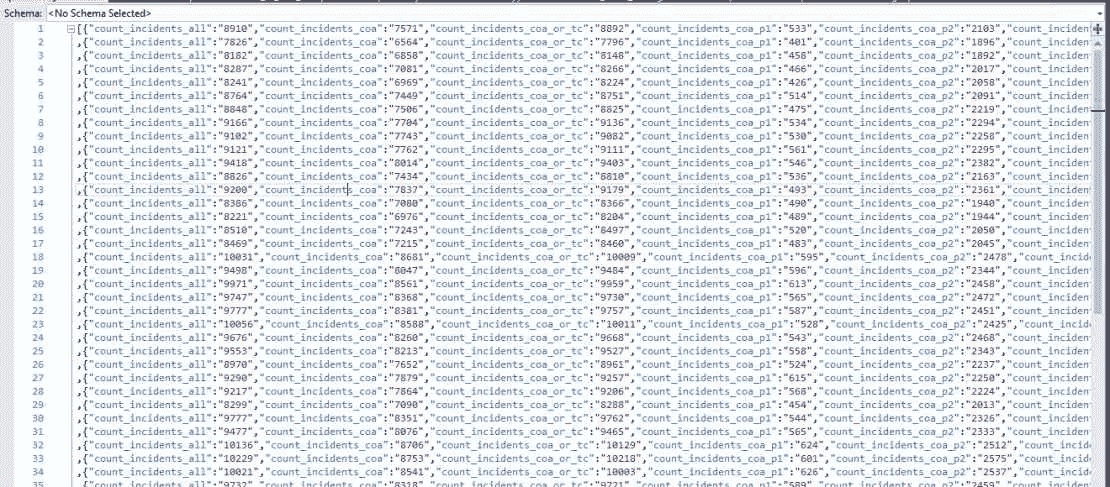 Schema: <No Schema Selected>
1 [{"count_incidents_all":"8910","count_incidents_coa":"7571","count_incidents_coa_or_tc":"8892","count_incidents_coa_p1":"533","count_incidents_coa_p2":"2103","count_incident
2 ,{"count_incidents_all":"7826","count_incidents_coa":"6564","count_incidents_coa_or_tc":"7796","count_incidents_coa_p1":"401","count_incidents_coa_p2":"1896","count_inciden
3 ,{"count_incidents_all":"8182","count_incidents_coa":"6858","count_incidents_coa_or_tc":"8148","count_incidents_coa_p1":"458","count_incidents_coa_p2":"1892","count_inciden
4 ,{"count_incidents_all":"8287","count_incidents_coa":"7081","count_incidents_coa_or_tc":"8266","count_incidents_coa_p1":"466","count_incidents_coa_p2":"2017","count_inciden
5 ,{"count_incidents_all":"8241","count_incidents_coa":"6969","count_incidents_coa_or_tc":"8224","count_incidents_coa_p1":"426","count_incidents_coa_p2":"2058","count_inciden
6 ,{"count_incidents_all":"8764","count_incidents_coa":"7449","count_incidents_coa_or_tc":"8751","count_incidents_coa_p1":"514","count_incidents_coa_p2":"2091","count_inciden
7 ,{"count_incidents_all":"8848","count_incidents_coa":"7506","count_incidents_coa_or_tc":"8825","count_incidents_coa_p1":"475","count_incidents_coa_p2":"2219","count_inciden
8 ,{"count_incidents_all":"9166","count_incidents_coa":"7704","count_incidents_coa_or_tc":"9136","count_incidents_coa_p1":"534","count_incidents_coa_p2":"2294","count_inciden
9 ,{"count_incidents_all":"9102","count_incidents_coa":"7743","count_incidents_coa_or_tc":"9082","count_incidents_coa_p1":"530","count_incidents_coa_p2":"2258","count_inciden
10 ,{"count_incidents_all":"9121","count_incidents_coa":"7762","count_incidents_coa_or_tc":"9111","count_incidents_coa_p1":"561","count_incidents_coa_p2":"2295","count_inciden
11 ,{"count_incidents_all":"9418","count_incidents_coa":"8014","count_incidents_coa_or_tc":"9403","count_incidents_coa_p1":"546","count_incidents_coa_p2":"2382","count_inciden
12 ,{"count_incidents_all":"8826","count_incidents_coa":"7434","count_incidents_coa_or_tc":"8810","count_incidents_coa_p1":"536","count_incidents_coa_p2":"2163","count_inciden
13 ,{"count_incidents_all":"9200","count_incidents_coa":"7837","count_incidents_coa_or_tc":"9179","count_incidents_coa_p1":"493","count_incidents_coa_p2":"2361","count_inciden
14 ,{"count_incidents_all":"8386","count_incidents_coa":"7080","count_incidents_coa_or_tc":"8366","count_incidents_coa_p1":"490","count_incidents_coa_p2":"1940","count_inciden
15 ,{"count_incidents_all":"8221","count_incidents_coa":"6976","count_incidents_coa_or_tc":"8204","count_incidents_coa_p1":"489","count_incidents_coa_p2":"1944","count_inciden
16 ,{"count_incidents_all":"8510","count_incidents_coa":"7243","count_incidents_coa_or_tc":"8497","count_incidents_coa_p1":"520","count_incidents_coa_p2":"2050","count_inciden
17 ,{"count_incidents_all":"8469","count_incidents_coa":"7215","count_incidents_coa_or_tc":"8460","count_incidents_coa_p1":"483","count_incidents_coa_p2":"2045","count_inciden
18 ,{"count_incidents_all":"10031","count_incidents_coa":"8681","count_incidents_coa_or_tc":"10009","count_incidents_coa_p1":"595","count_incidents_coa_p2":"2478","count_incid
19 ,{"count_incidents_all":"9498","count_incidents_coa":"8047","count_incidents_coa_or_tc":"9484","count_incidents_coa_p1":"596","count_incidents_coa_p2":"2344","count_inciden
20 ,{"count_incidents_all":"9971","count_incidents_coa":"8561","count_incidents_coa_or_tc":"9959","count_incidents_coa_p1":"613","count_incidents_coa_p2":"2458","count_inciden
21 ,{"count_incidents_all":"9747","count_incidents_coa":"8368","count_incidents_coa_or_tc":"9730","count_incidents_coa_p1":"565","count_incidents_coa_p2":"2472","count_inciden
22 ,{"count_incidents_all":"9777","count_incidents_coa":"8381","count_incidents_coa_or_tc":"9757","count_incidents_coa_p1":"587","count_incidents_coa_p2":"2451","count_inciden
23 ,{"count_incidents_all":"10056","count_incidents_coa":"8588","count_incidents_coa_or_tc":"10011","count_incidents_coa_p1":"528","count_incidents_coa_p2":"2425","count_incid
24 ,{"count_incidents_all":"9676","count_incidents_coa":"8260","count_incidents_coa_or_tc":"9668","count_incidents_coa_p1":"543","count_incidents_coa_p2":"2468","count_inciden
25 ,{"count_incidents_all":"9553","count_incidents_coa":"8213","count_incidents_coa_or_tc":"9527","count_incidents_coa_p1":"558","count_incidents_coa_p2":"2343","count_inciden
26 ,{"count_incidents_all":"8970","count_incidents_coa":"7652","count_incidents_coa_or_tc":"8961","count_incidents_coa_p1":"524","count_incidents_coa_p2":"2237","count_inciden
27 ,{"count_incidents_all":"9290","count_incidents_coa":"7879","count_incidents_coa_or_tc":"9257","count_incidents_coa_p1":"615","count_incidents_coa_p2":"2250","count_inciden
28 ,{"count_incidents_all":"9217","count_incidents_coa":"7864","count_incidents_coa_or_tc":"9206","count_incidents_coa_p1":"568","count_incidents_coa_p2":"2224","count_inciden
29 ,{"count_incidents_all":"8299","count_incidents_coa":"7090","count_incidents_coa_or_tc":"8288","count_incidents_coa_p1":"454","count_incidents_coa_p2":"2013","count_inciden
30 ,{"count_incidents_all":"9777","count_incidents_coa":"8351","count_incidents_coa_or_tc":"9762","count_incidents_coa_p1":"544","count_incidents_coa_p2":"2326","count_inciden
31 ,{"count_incidents_all":"9477","count_incidents_coa":"8076","count_incidents_coa_or_tc":"9465","count_incidents_coa_p1":"565","count_incidents_coa_p2":"2333","count_inciden
32 ,{"count_incidents_all":"10136","count_incidents_coa":"8706","count_incidents_coa_or_tc":"10129","count_incidents_coa_p1":"624","count_incidents_coa_p2":"2512","count_incid
33 ,{"count_incidents_all":"10229","count_incidents_coa":"8753","count_incidents_coa_or_tc":"10218","count_incidents_coa_p1":"601","count_incidents_coa_p2":"2575","count_incid
34 ,{"count_incidents_all":"10021","count_incidents_coa":"8541","count_incidents_coa_or_tc":"10003","count_incidents_coa_p1":"626","count_incidents_coa_p2":"2537","count_incid
35 ,{"count_incidents_all":"9732","count_incidents_coa":"8318","count_incidents_coa_or_tc":"9721","count_incidents_coa_p1":"589","count_incidents_coa_p2":"2459","count_inciden